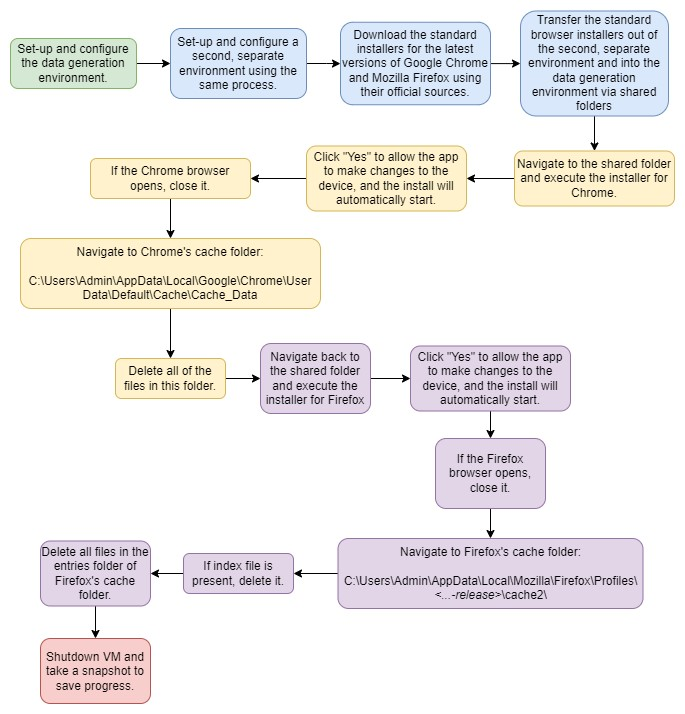 Set-up and configure
the data generation
environment.
Set-up and configure a
second, separate
environment using the
same process.
Download the standard
installers for the latest
versions of Google Chrome
and Mozilla Firefox using
their official sources.
Transfer the standard
browser installers out of
the second, separate
environment and into the
data generation
environment via shared
folders
Navigate to the shared folder
and execute the installer for
Chrome.
Click "Yes" to allow the app
to make changes to the
device, and the install will
automatically start.
If the Chrome browser
opens, close it.
Navigate to Chrome's cache folder:
C:\Users\Admin\AppData\Local\Google\Chrome\User
Data\Default\Cache\Cache_Data
Delete all of the
files in this folder.
Navigate back to
the shared folder
and execute the
installer for Firefox
Click "Yes" to allow the app
to make changes to the
device, and the install will
automatically start.
If the Firefox
browser opens,
close it.
Navigate to Firefox's cache folder:
C:\Users\Admin\AppData\Local\Mozilla\Firefox\Profiles\
<...-release>\cache2\
If index file is
present, delete it.
Delete all files in the
entries folder of
Firefox's cache
folder.
Shutdown VM and
take a snapshot to
save progress.